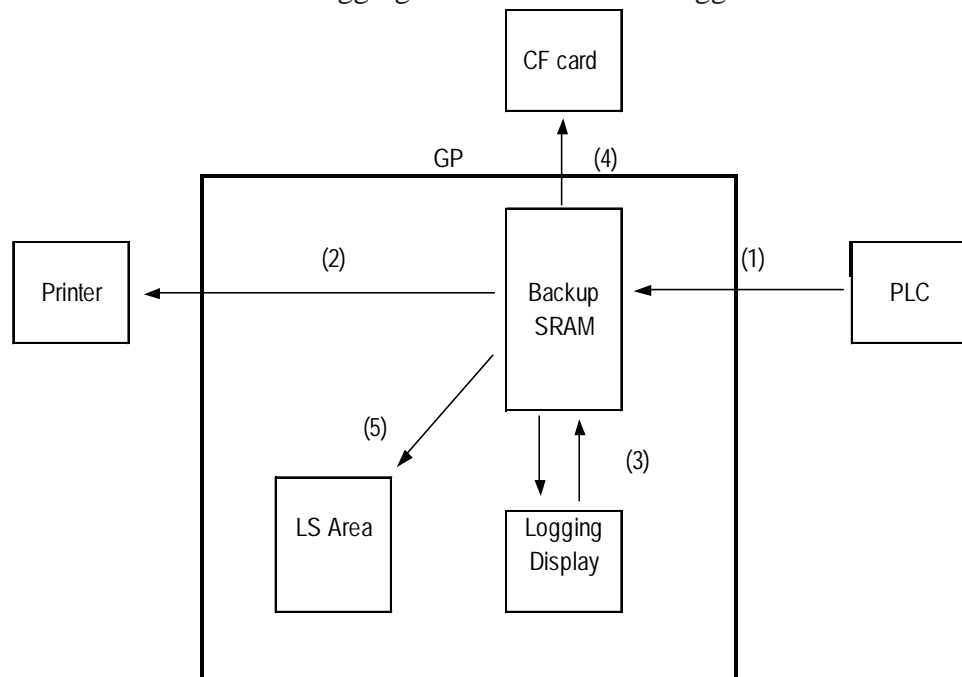 CF card
GP
(4)
(2)
(1)
Printer
Backup
SRAM
PLC
(5)
(3)
LS Area
Logging
Display